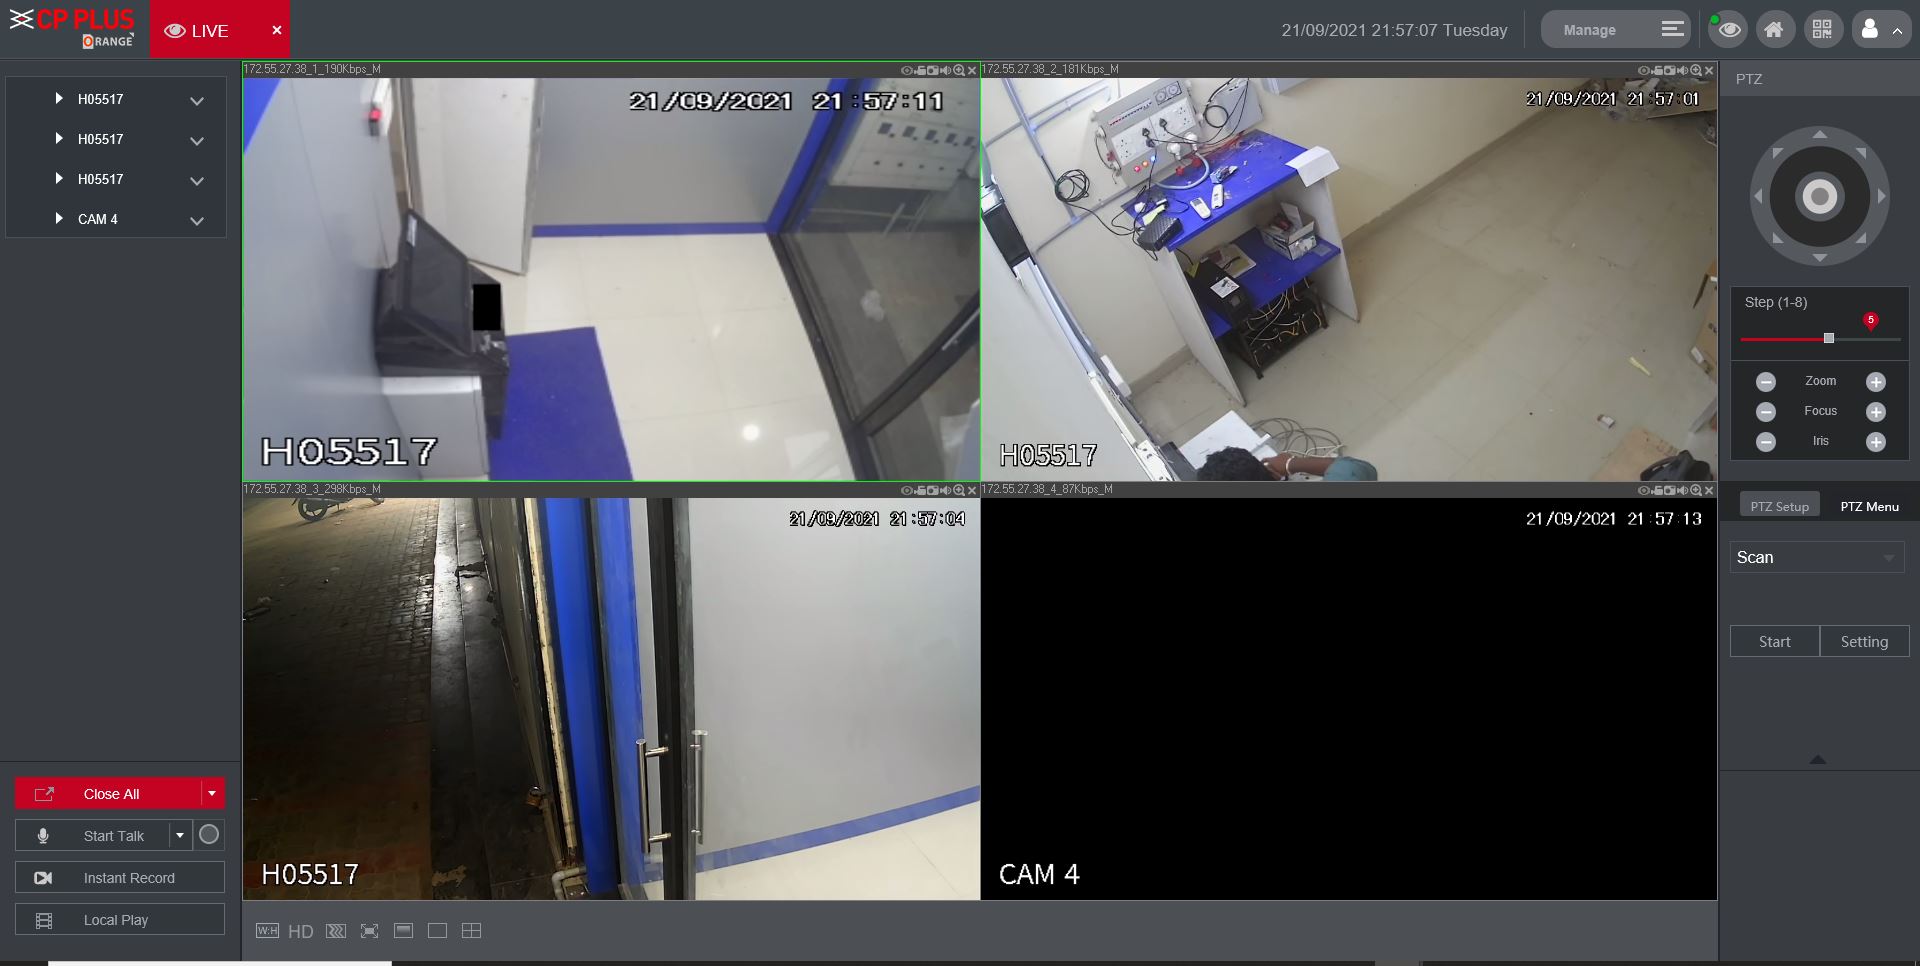 CP PLUS
ORANGE
LIVE
21/09/2021 21:57:07 Tuesday
Manage
H05517
H05517
H05517
CAM 4
172.55.27.38_1_190Kbps_M
21/09/2021 21:57:11
H05517
172.55.27.38_2_181Kbps_M
21/09/2021 21:57:01
H05517
172.55.27.38_3_298Kbps_M
21/09/2021 21:57:04
H05517
172.55.27.38_4_87Kbps_M
21/09/2021 21:57:13
CAM 4
PTZ
Step (1-8)
5
Zoom
Focus
Iris
PTZ Setup PTZ Menu
Scan
Start Setting
Close All
Start Talk
Instant Record
Local Play
W:H HD